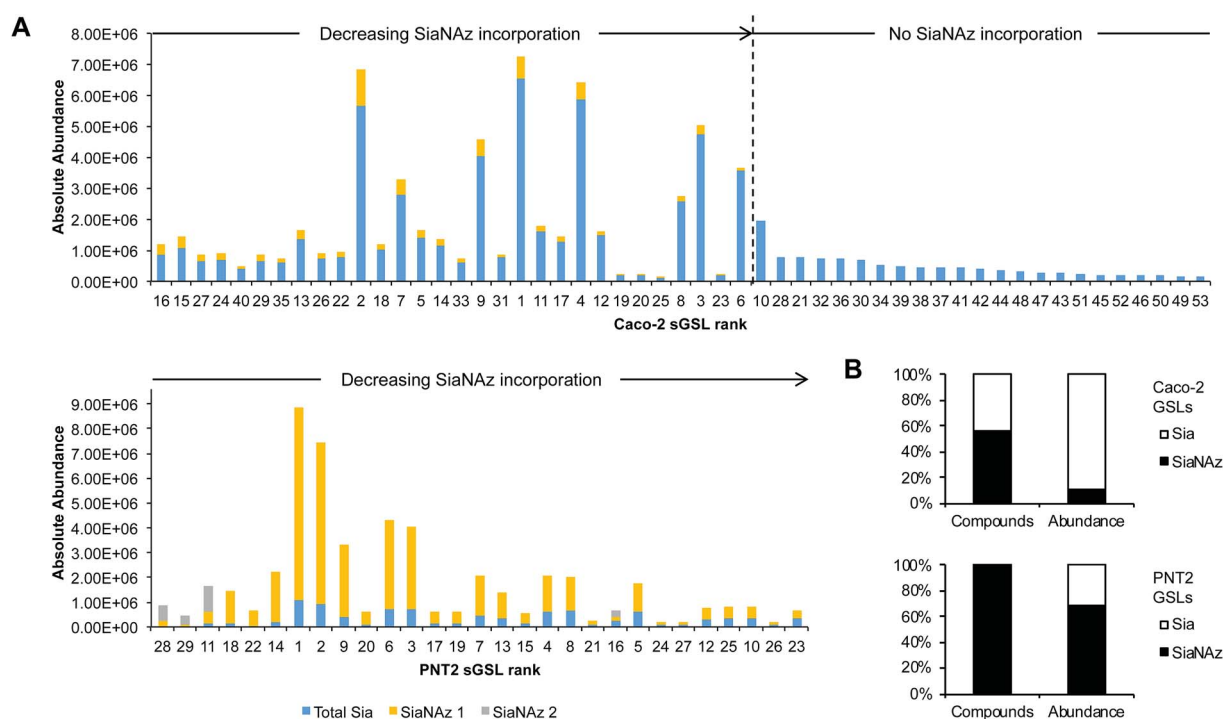 A
Decreasing SiaNAz incorporation
No SiaNAz incorporation
Absolute Abundance
8.00E+06
7.00E+06
6.00E+06
5.00E+06
4.00E+06
3.00E+06
2.00E+06
1.00E+06
0.00E+00
16 15 27 24 40 29 35 13 26 22 2 18 7 5 14 33 9 31 1 11 17 4 12 19 20 25 8 3 23 6 10 28 21 32 36 30 34 39 38 37 41 42 44 48 47 43 51 45 52 46 50 49 53
Caco-2 sGSL rank
Decreasing SiaNAz incorporation
Absolute Abundance
9.00E+06
8.00E+06
7.00E+06
6.00E+06
5.00E+06
4.00E+06
3.00E+06
2.00E+06
1.00E+06
0.00E+00
28 29 11 18 22 14 1 2 9 20 6 3 17 19 7 13 15 4 8 21 16 5 24 27 12 25 10 26 23
PNT2 sGSL rank
Total Sia
SiaNAz 1
SiaNAz 2
B
100%
80%
60%
40%
20%
0%
Compounds
Abundance
Caco-2
GSLs
Sia
SiaNAz
100%
80%
60%
40%
20%
0%
Compounds
Abundance
PNT2
GSLs
Sia
SiaNAz